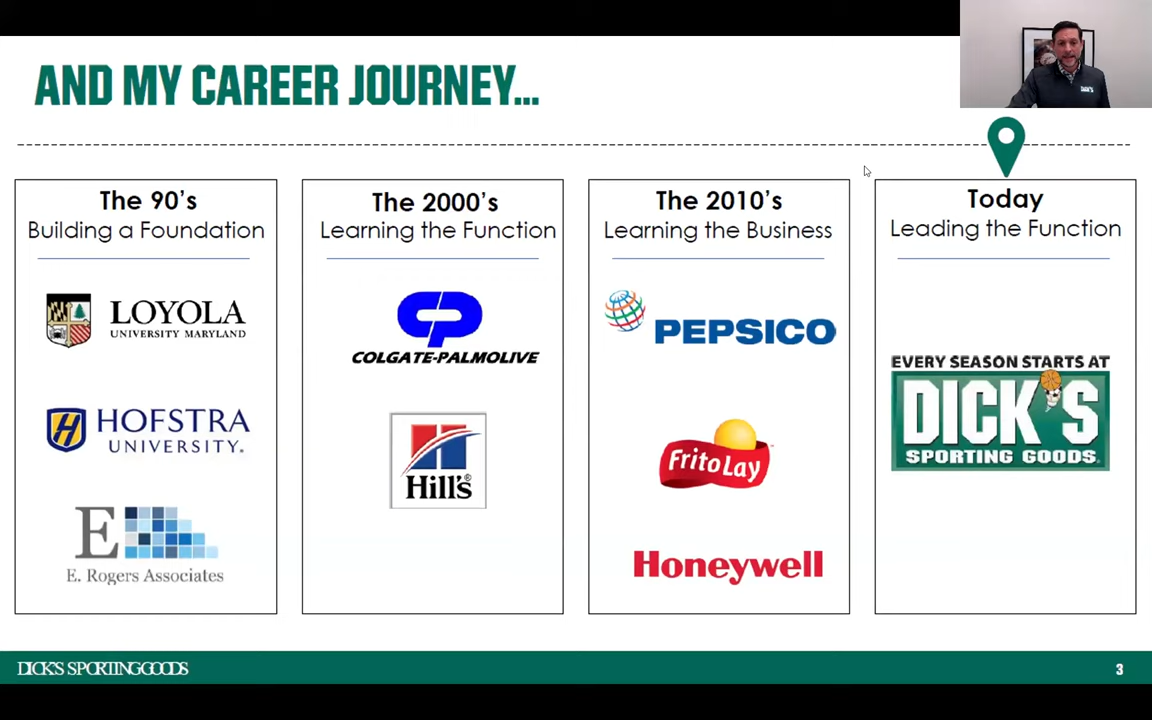 AND MY CAREER JOURNEY...
The 90's
Building a Foundation
LOYOLA
UNIVERSITY MARYLAND
HOFSTRA
UNIVERSITY®
E
E. Rogers Associates
The 2000's
Learning the Function
CP
COLGATE-PALMOLIVE
H
Hill's®
The 2010's
Learning the Business
PEPSICO
FritoLay™
Honeywell
Today
Leading the Function
EVERY SEASON STARTS AT
DICK'S
SPORTING GOODS®
DICK'S SPORTING GOODS
3